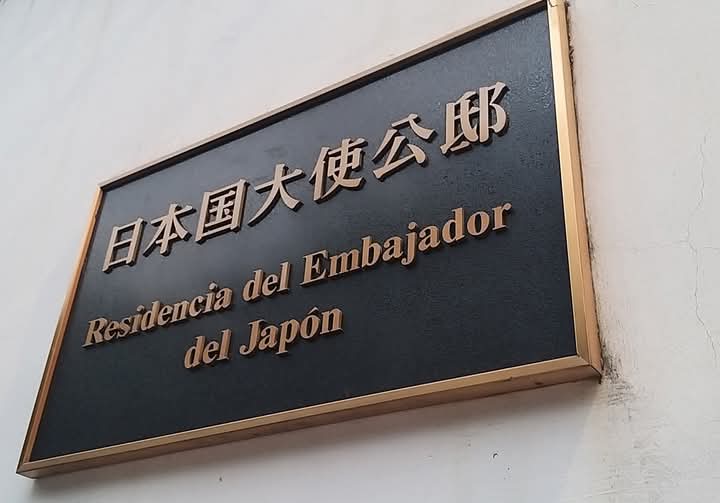 日本国大使公邸
Residencia del Embajador
del Japón